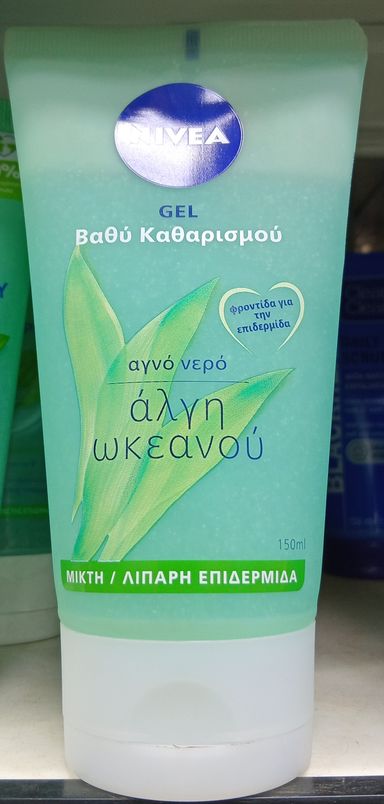 NIVEA
GEL
Βαθύ Καθαρισμού
φροντίδα για
την
επιδερμίδα
αγνό νερό
άλγη
ωκεανού
150ml
ΜΙΚΤΗ / ΛΙΠΑΡΗ ΕΠΙΔΕΡΜΙΔΑ